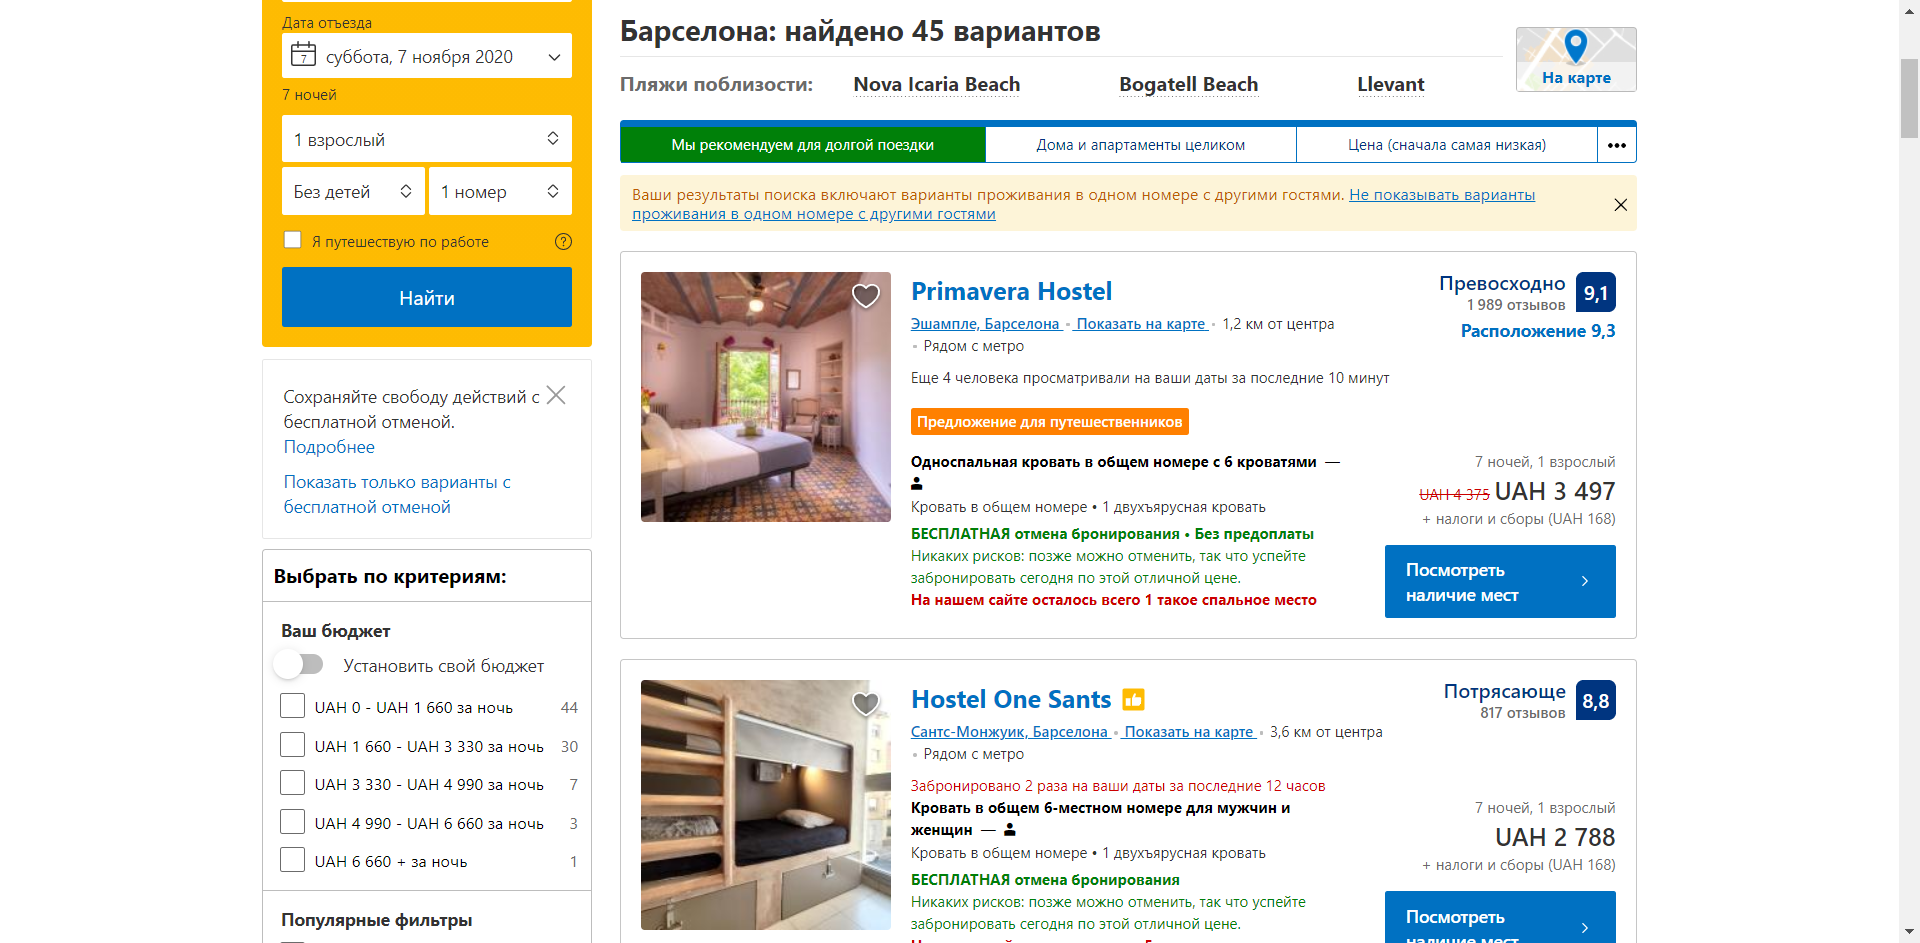 Дата отъезда
7
суббота, 7 ноября 2020
7 ночей
1 взрослый
Без детей
1 номер
Я путешествую по работе
?
Найти
Сохраняйте свободу действий с
бесплатной отменой.
Подробнее
Показать только варианты с
бесплатной отменой
Выбрать по критериям:
Ваш бюджет
Установить свой бюджет
UAH 0 - UAH 1 660 за ночь 44
UAH 1 660 - UAH 3 330 за ночь 30
UAH 3 330 - UAH 4 990 за ночь 7
UAH 4 990 - UAH 6 660 за ночь 3
UAH 6 660 + за ночь 1
Популярные фильтры
Барселона: найдено 45 вариантов
На карте
Пляжи поблизости: Nova Icaria Beach Bogatell Beach Llevant
Мы рекомендуем для долгой поездки
Дома и апартаменты целиком
Цена (сначала самая низкая)
•••
Ваши результаты поиска включают варианты проживания в одном номере с другими гостями. Не показывать варианты
проживания в одном номере с другими гостями
Primavera Hostel
Превосходно 9,1
1 989 отзывов
Расположение 9,3
Эшампле, Барселона • Показать на карте • 1,2 км от центра
• Рядом с метро
Еще 4 человека просматривали на ваши даты за последние 10 минут
Предложение для путешественников
Односпальная кровать в общем номере с 6 кроватями —
Кровать в общем номере • 1 двухъярусная кровать
БЕСПЛАТНАЯ отмена бронирования • Без предоплаты
Никаких рисков: позже можно отменить, так что успейте
забронировать сегодня по этой отличной цене.
На нашем сайте осталось всего 1 такое спальное место
7 ночей, 1 взрослый
UAH 4 375 UAH 3 497
+ налоги и сборы (UAH 168)
Посмотреть
наличие мест
Hostel One Sants
Потрясающе 8,8
817 отзывов
Сантс-Монжуик, Барселона • Показать на карте • 3,6 км от центра
• Рядом с метро
Забронировано 2 раза на ваши даты за последние 12 часов
Кровать в общем 6-местном номере для мужчин и
женщин —
Кровать в общем номере • 1 двухъярусная кровать
БЕСПЛАТНАЯ отмена бронирования
Никаких рисков: позже можно отменить, так что успейте
забронировать сегодня по этой отличной цене.
7 ночей, 1 взрослый
UAH 2 788
+ налоги и сборы (UAH 168)
Посмотреть
наличие мест